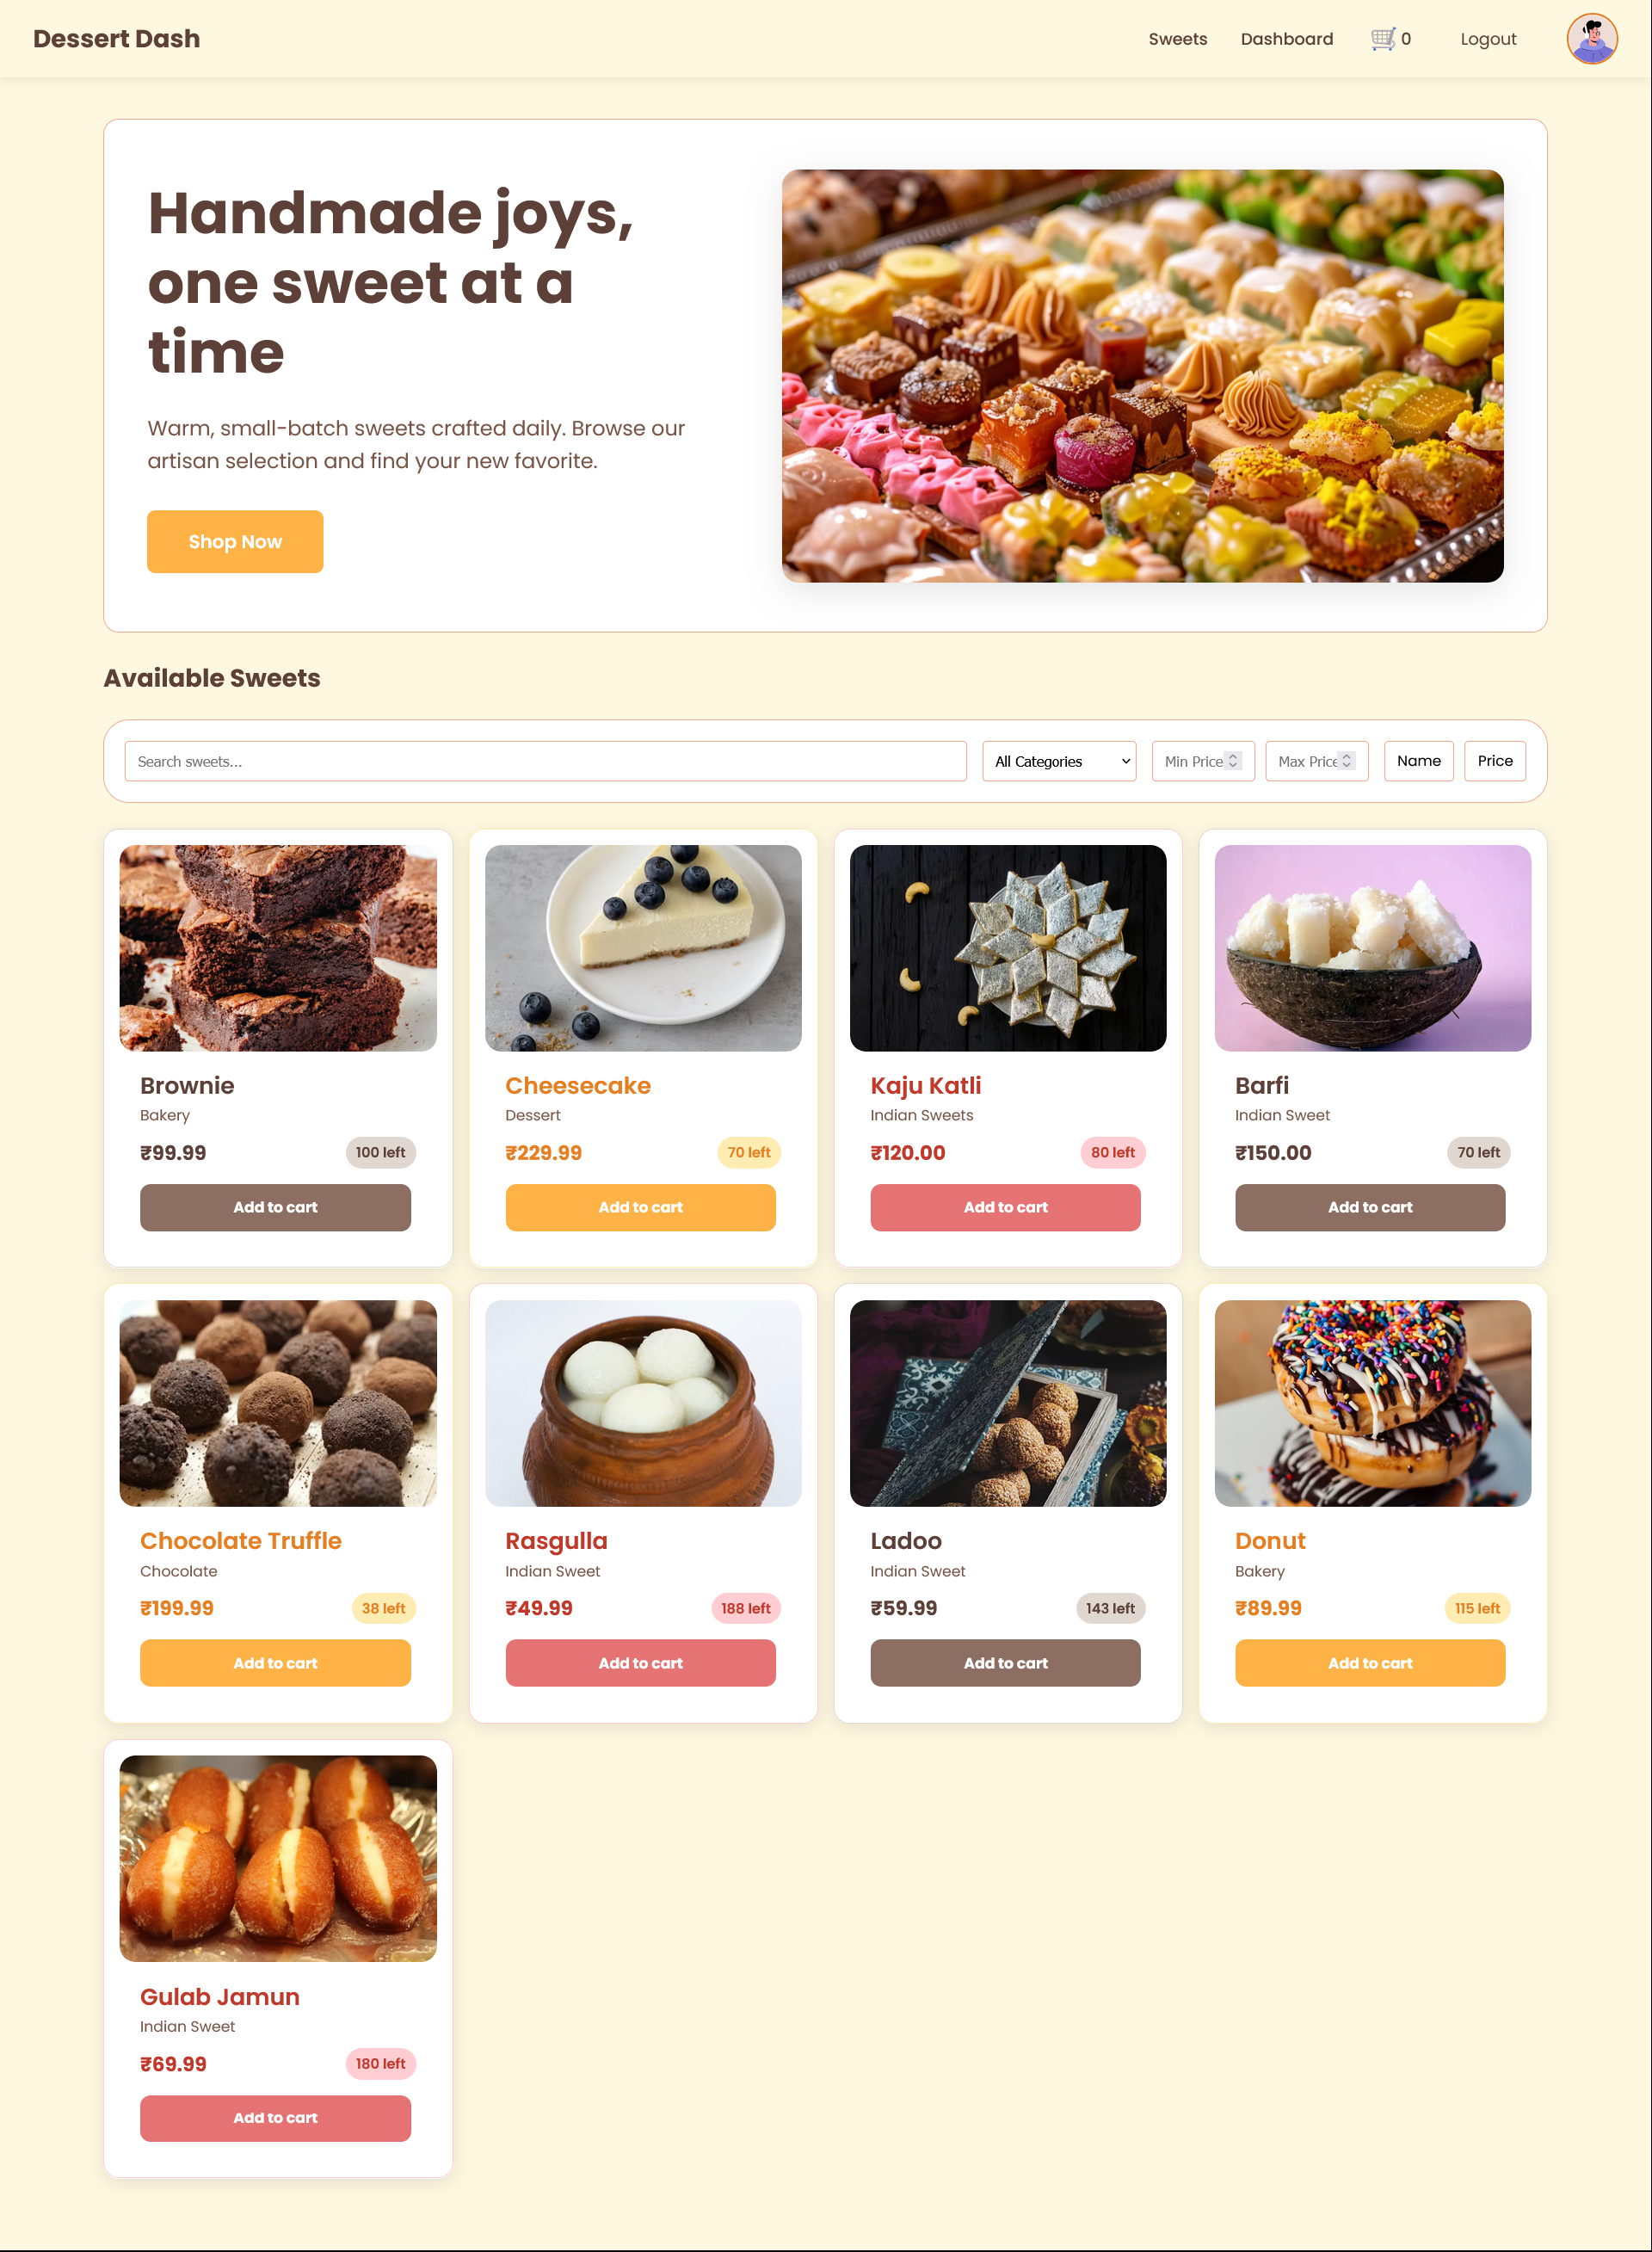 Dessert Dash
Sweets
Dashboard
0
Logout
Handmade joys,
one sweet at a
time
Warm, small-batch sweets crafted daily. Browse our
artisan selection and find your new favorite.
Shop Now
Available Sweets
Search sweets...
All Categories
Min Price
Max Price
Name
Price
Brownie
Bakery
₹99.99
100 left
Add to cart
Cheesecake
Dessert
₹229.99
70 left
Add to cart
Kaju Katli
Indian Sweets
₹120.00
80 left
Add to cart
Barfi
Indian Sweet
₹150.00
70 left
Add to cart
Chocolate Truffle
Chocolate
₹199.99
38 left
Add to cart
Rasgulla
Indian Sweet
₹49.99
188 left
Add to cart
Ladoo
Indian Sweet
₹59.99
143 left
Add to cart
Donut
Bakery
₹89.99
115 left
Add to cart
Gulab Jamun
Indian Sweet
₹69.99
180 left
Add to cart